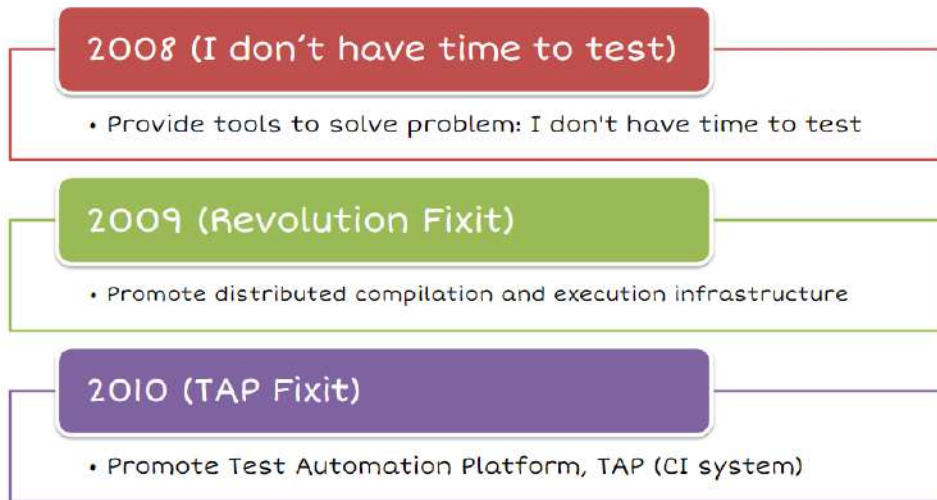 2008 (I don't have time to test)
• Provide tools to solve problem: I don't have time to test
2009 (Revolution Fixit)
• Promote distributed compilation and execution infrastructure
2010 (TAP Fixit)
• Promote Test Automation Platform, TAP (CI system)